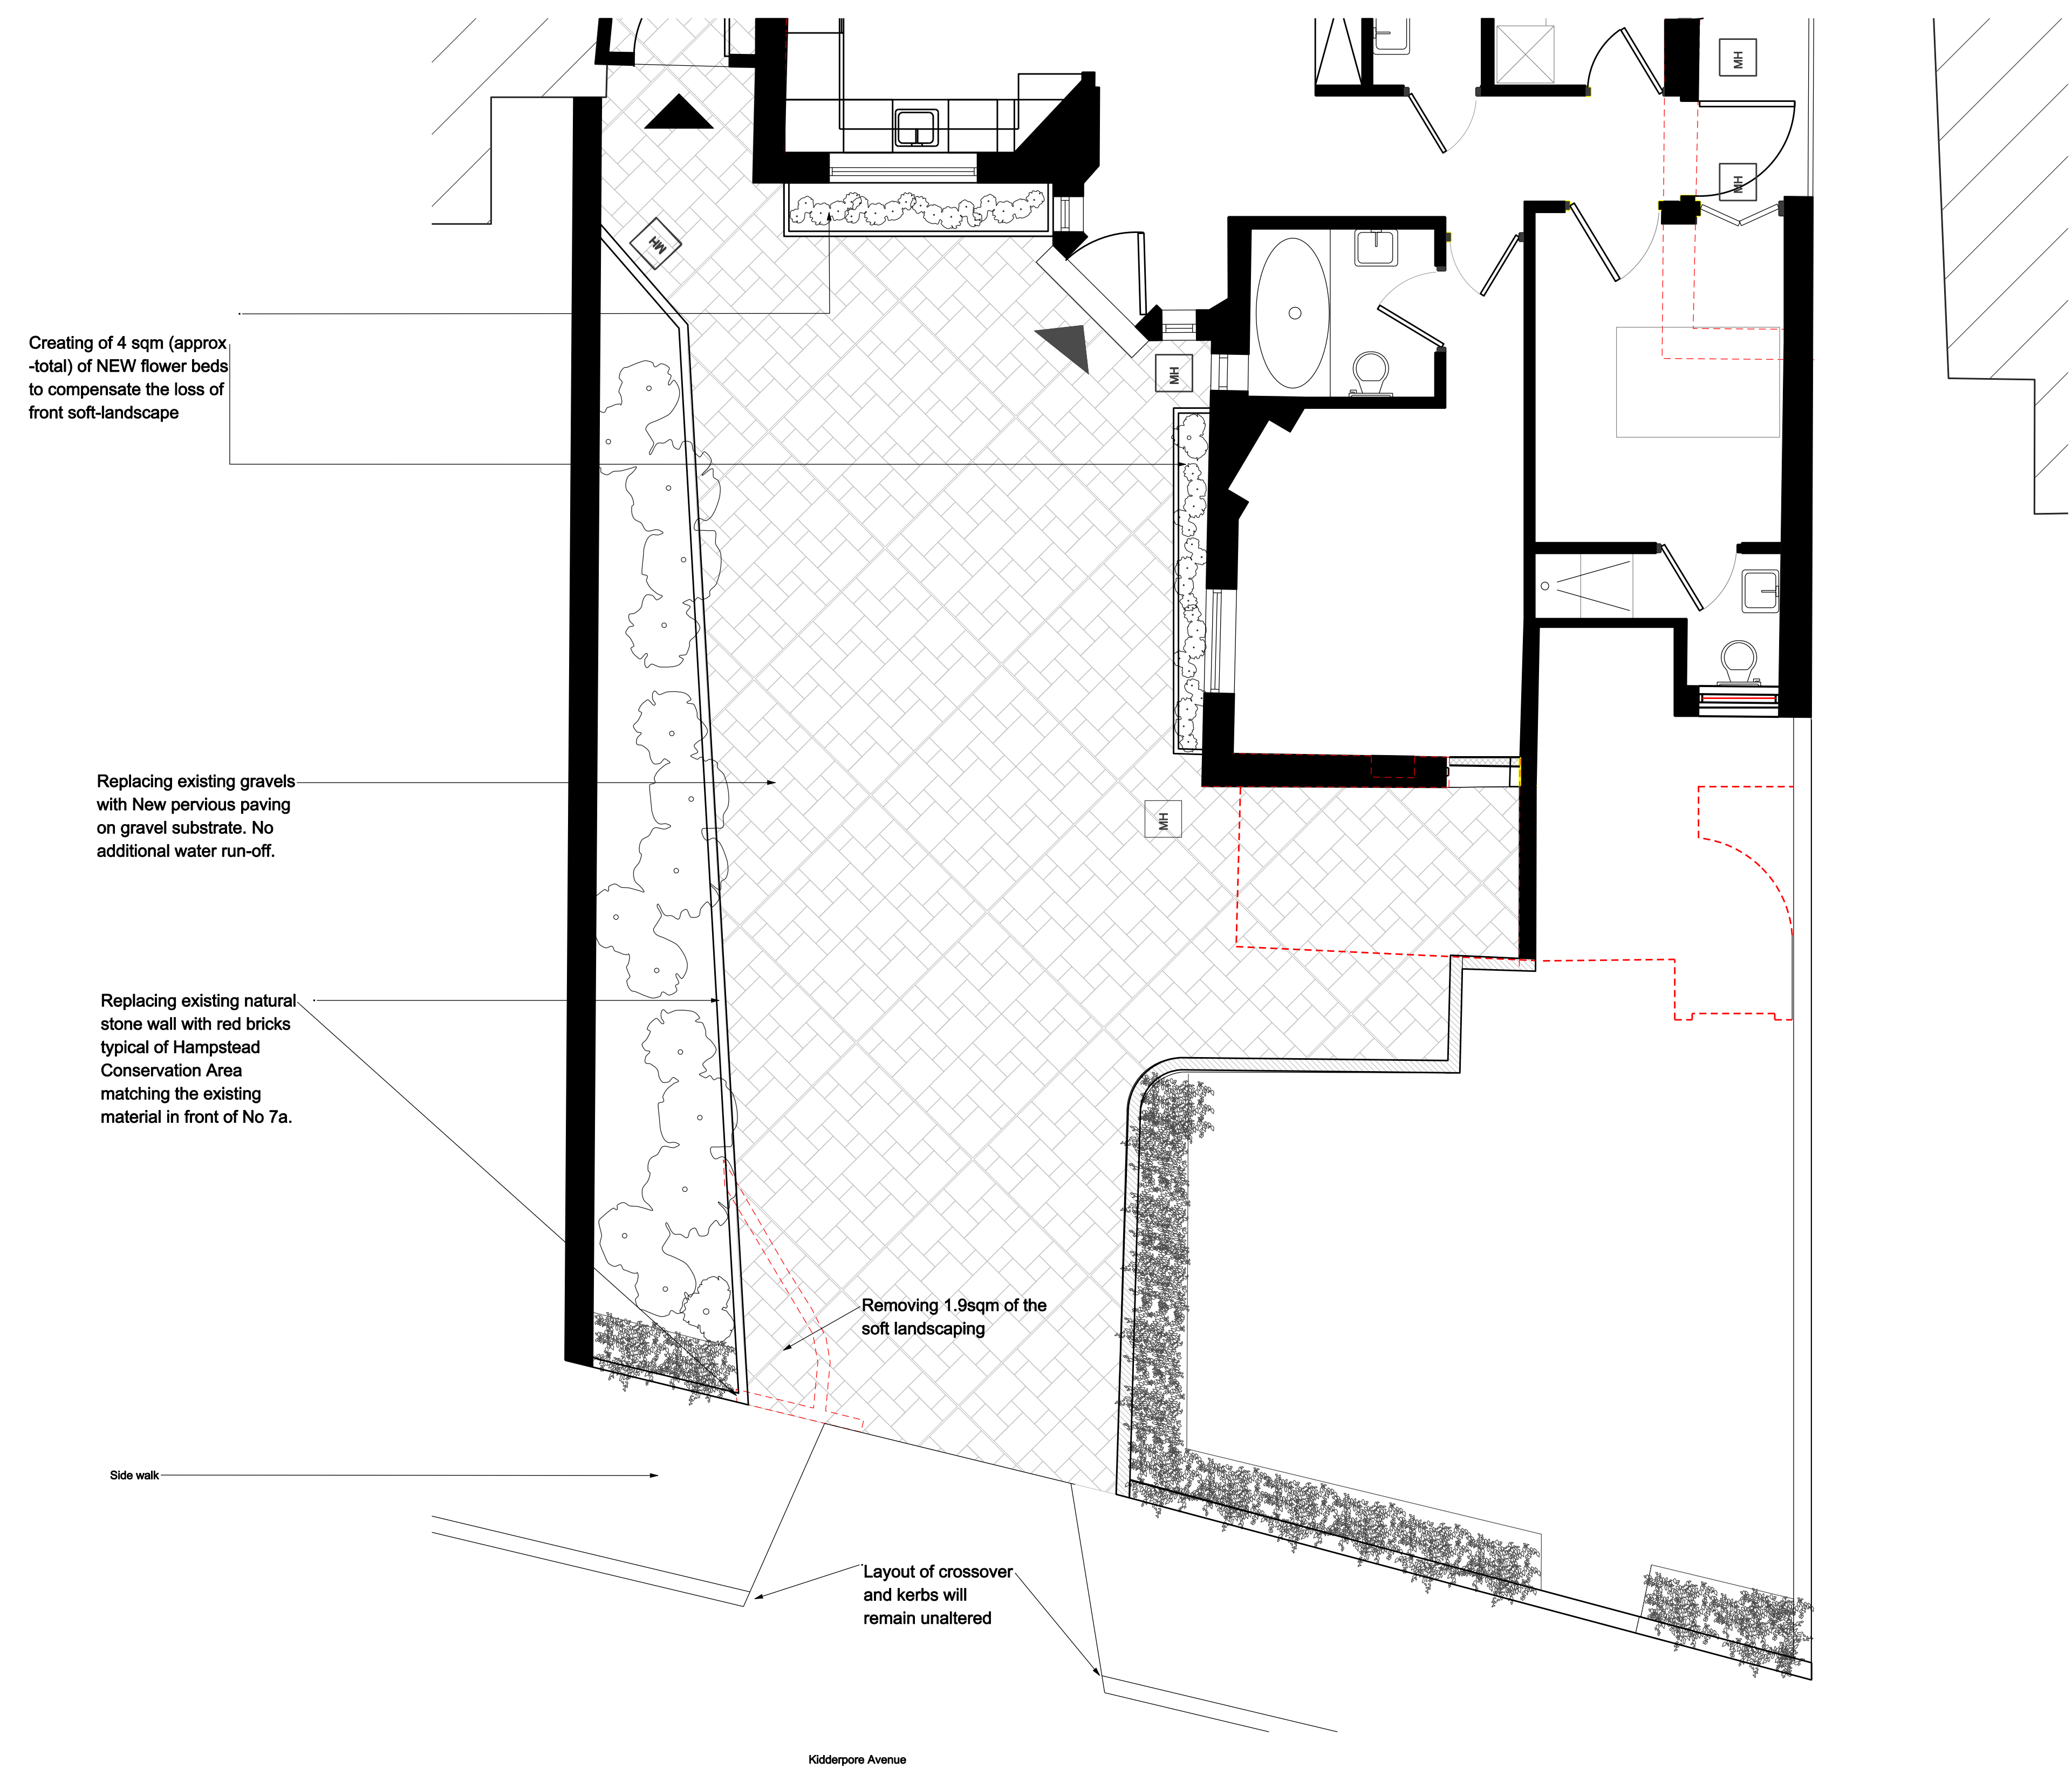 MH
MH
MH
Creating of 4 sqm (approx
-total) of NEW flower beds
to compensate the loss of
front soft-landscape
MH
Replacing existing gravels
with New pervious paving
on gravel substrate. No
additional water run-off.
MH
Replacing existing natural
stone wall with red bricks
typical of Hampstead
Conservation Area
matching the existing
material in front of No 7a.
Removing 1.9sqm of the
soft landscaping
Side walk
Layout of crossover
and kerbs will
remain unaltered
Kidderpore Avenue